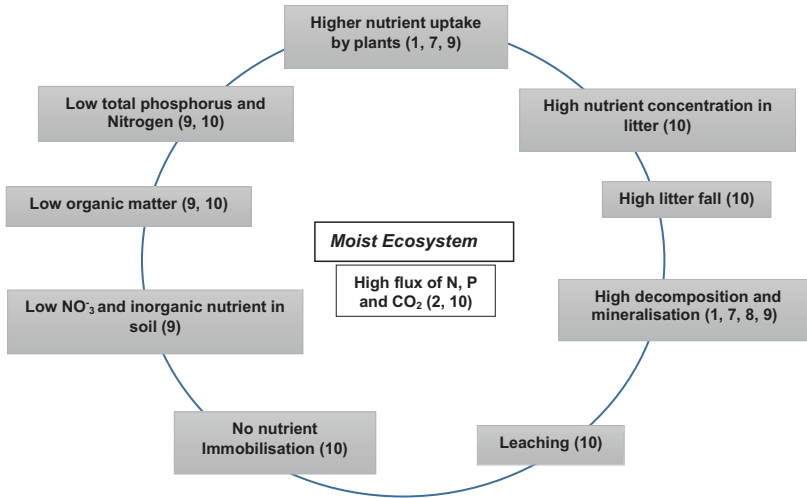 Higher nutrient uptake
by plants (1, 7, 9)
High nutrient concentration in
litter (10)
High litter fall (10)
High decomposition and
mineralisation (1, 7, 8, 9)
Leaching (10)
No nutrient
Immobilisation (10)
Low NO⁻₃ and inorganic nutrient in
soil (9)
Low organic matter (9, 10)
Low total phosphorus and
Nitrogen (9, 10)
Moist Ecosystem
High flux of N, P
and CO₂ (2, 10)